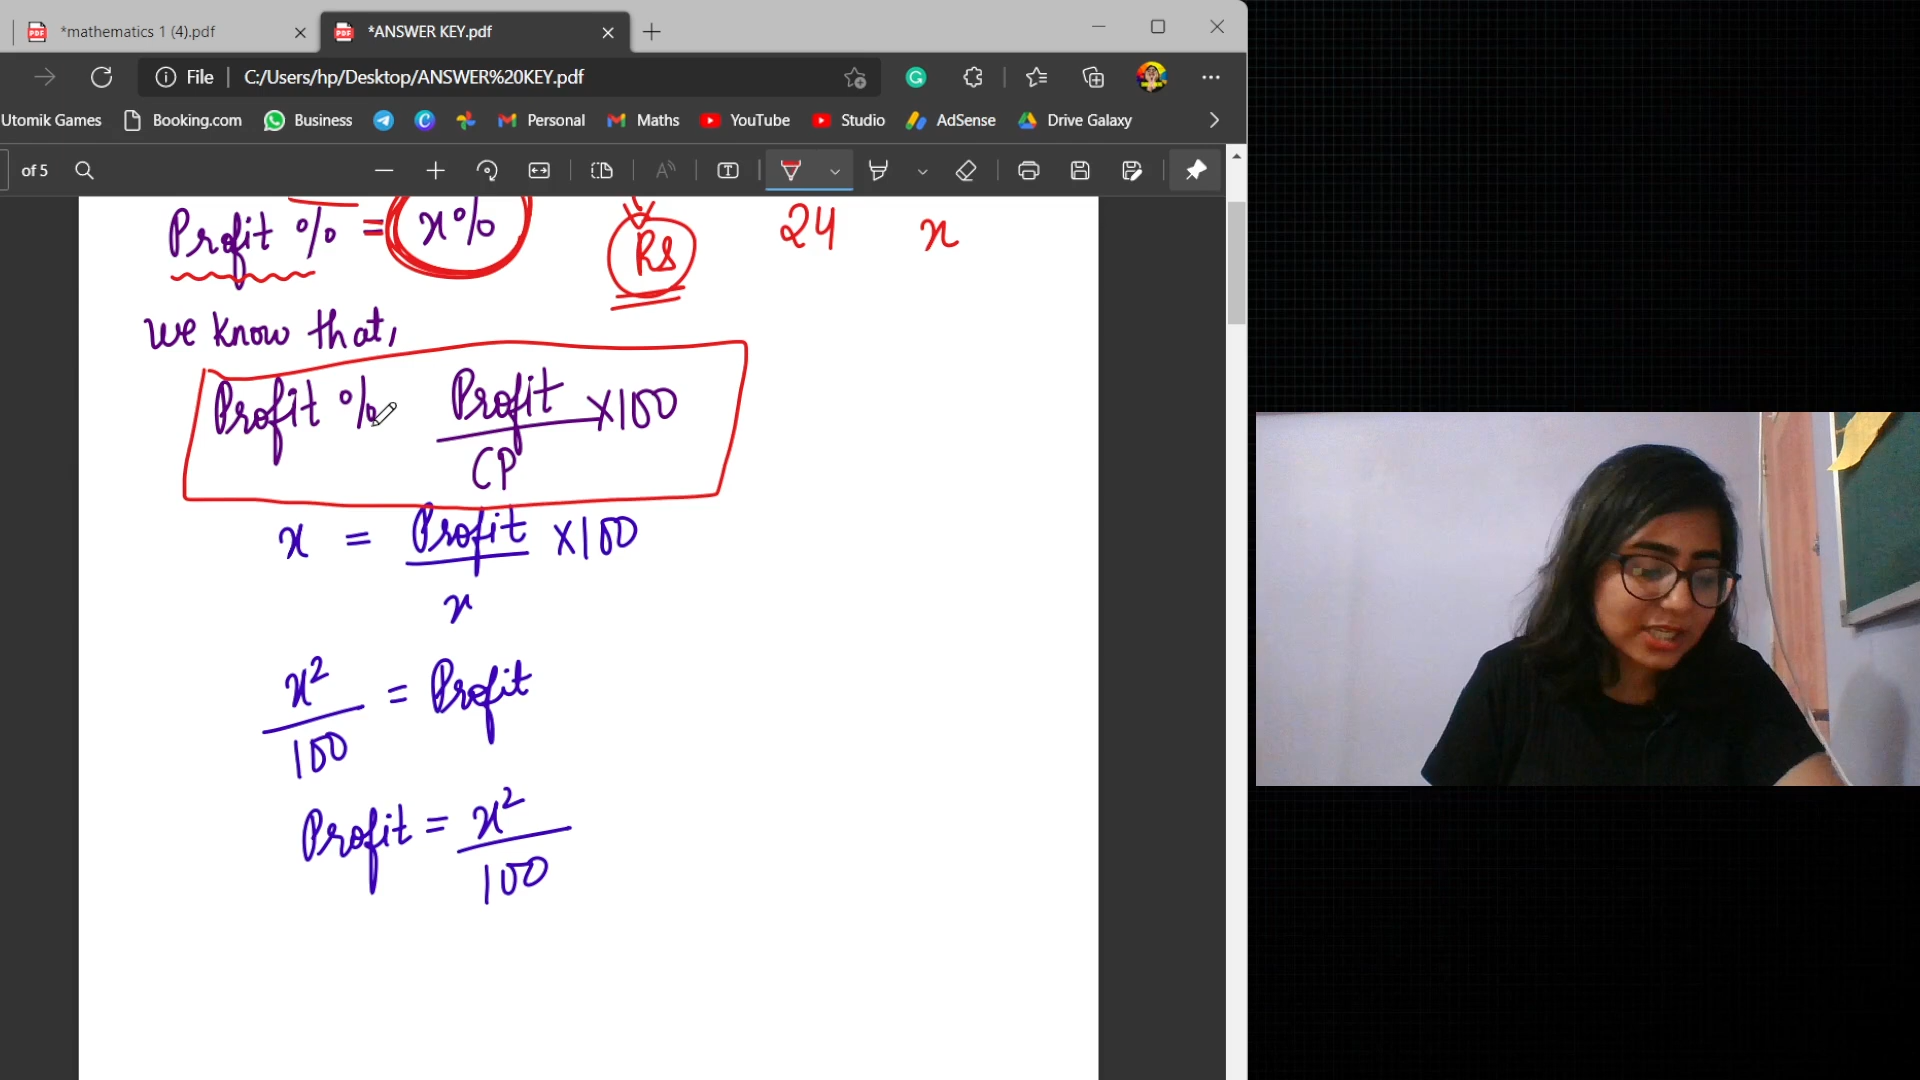 *mathematics 1 (4).pdf
*ANSWER KEY.pdf
File C:/Users/hp/Desktop/ANSWER%20KEY.pdf
Utomik Games Booking.com Business Personal Maths YouTube Studio AdSense Drive Galaxy
of 5
Profit % = x% Rs 24 x
We know that,
Profit % Profit/CP ×100
x = Profit/x ×100
x²/100 = Profit
Profit = x²/100